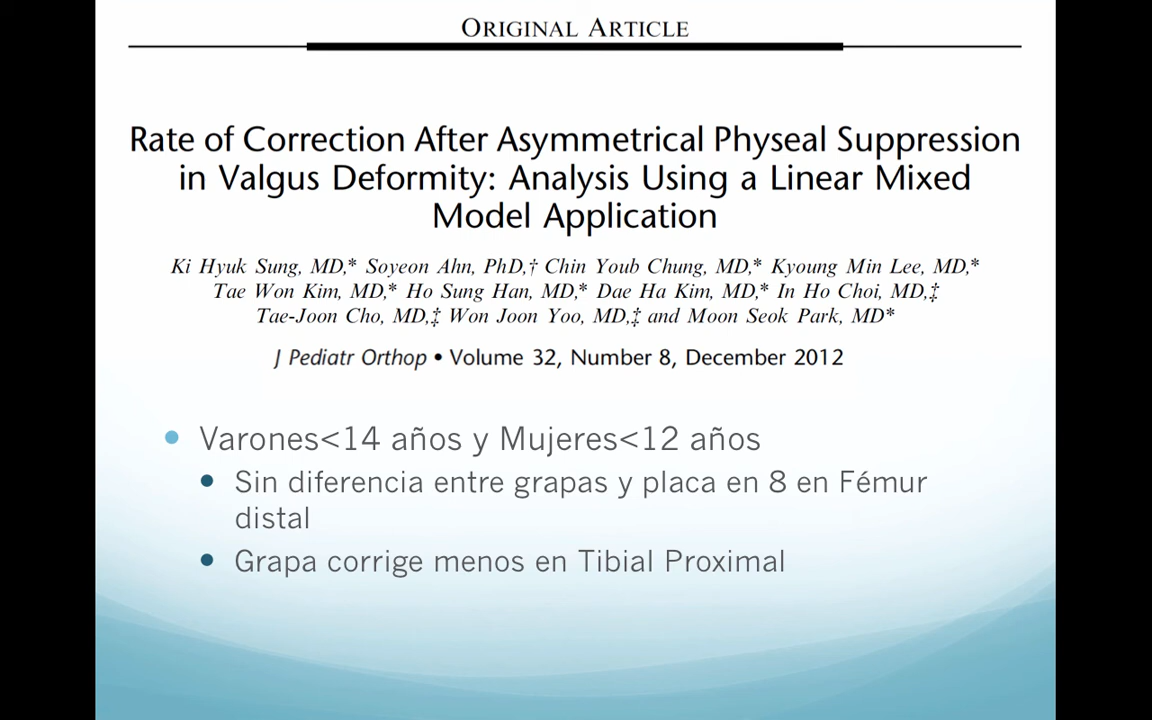 ORIGINAL ARTICLE
Rate of Correction After Asymmetrical Physeal Suppression
in Valgus Deformity: Analysis Using a Linear Mixed
Model Application
Ki Hyuk Sung, MD,* Soyeon Ahn, PhD,† Chin Youb Chung, MD,* Kyoung Min Lee, MD,*
Tae Won Kim, MD,* Ho Sung Han, MD,* Dae Ha Kim, MD,* In Ho Choi, MD,‡
Tae-Joon Cho, MD,‡ Won Joon Yoo, MD,‡ and Moon Seok Park, MD*
J Pediatr Orthop • Volume 32, Number 8, December 2012
• Varones<14 años y Mujeres<12 años
• Sin diferencia entre grapas y placa en 8 en Fémur
distal
• Grapa corrige menos en Tibial Proximal